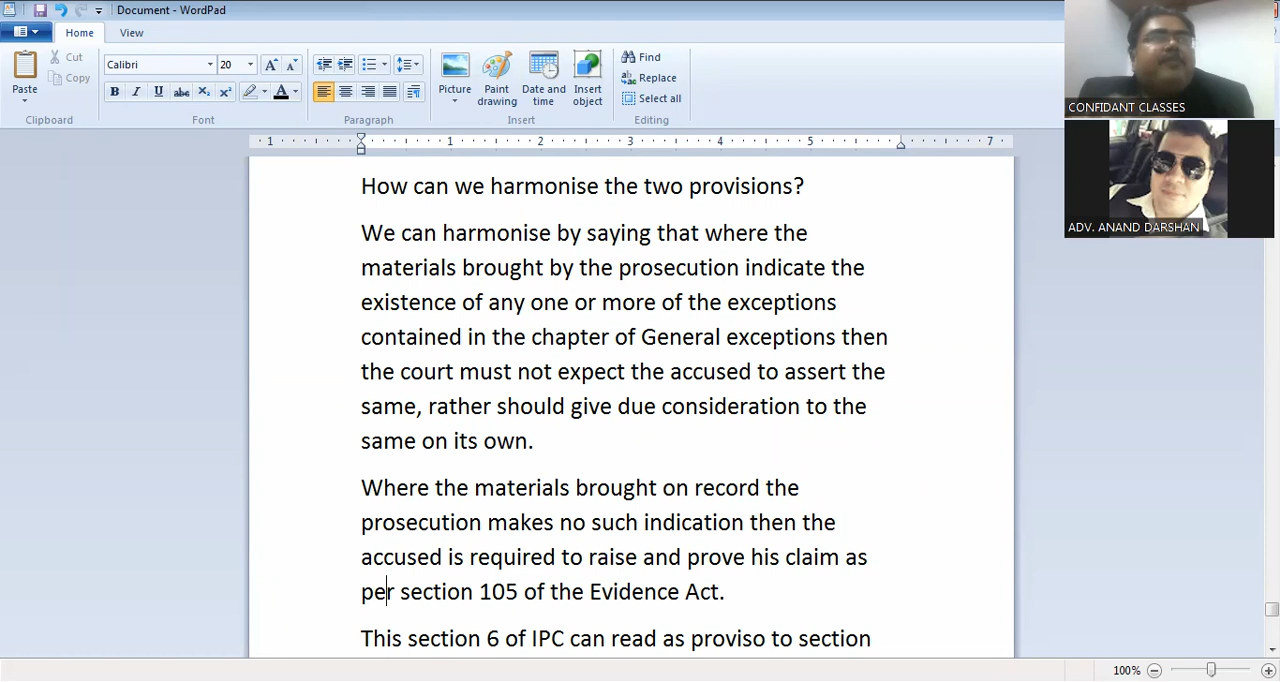 Document - WordPad
Home
View
Paste
Cut
Copy
Clipboard
Calibri
20
Font
Paragraph
Picture
Paint drawing
Date and time
Insert object
Insert
Find
Replace
Select all
Editing
CONFIDANT CLASSES
ADV. ANAND DARSHAN
1 1 2 3 4 5 7
How can we harmonise the two provisions?
We can harmonise by saying that where the
materials brought by the prosecution indicate the
existence of any one or more of the exceptions
contained in the chapter of General exceptions then
the court must not expect the accused to assert the
same, rather should give due consideration to the
same on its own.
Where the materials brought on record the
prosecution makes no such indication then the
accused is required to raise and prove his claim as
per section 105 of the Evidence Act.
This section 6 of IPC can read as proviso to section
100%